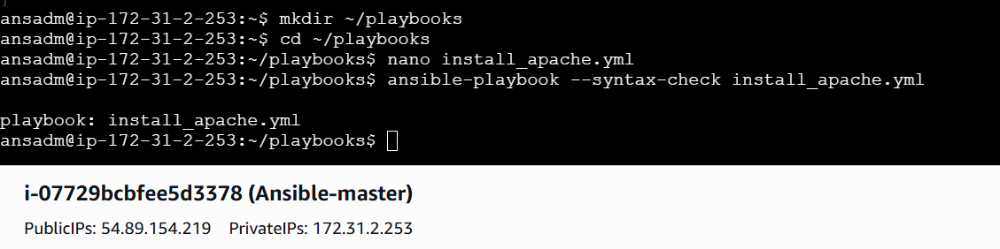 ansadm@ip-172-31-2-253:~$ mkdir ~/playbooks
ansadm@ip-172-31-2-253:~$ cd ~/playbooks
ansadm@ip-172-31-2-253:~/playbooks$ nano install_apache.yml
ansadm@ip-172-31-2-253:~/playbooks$ ansible-playbook --syntax-check install_apache.yml
playbook: install_apache.yml
ansadm@ip-172-31-2-253:~/playbooks$
i-07729bcbfee5d3378 (Ansible-master)
PublicIPs: 54.89.154.219 PrivateIPs: 172.31.2.253